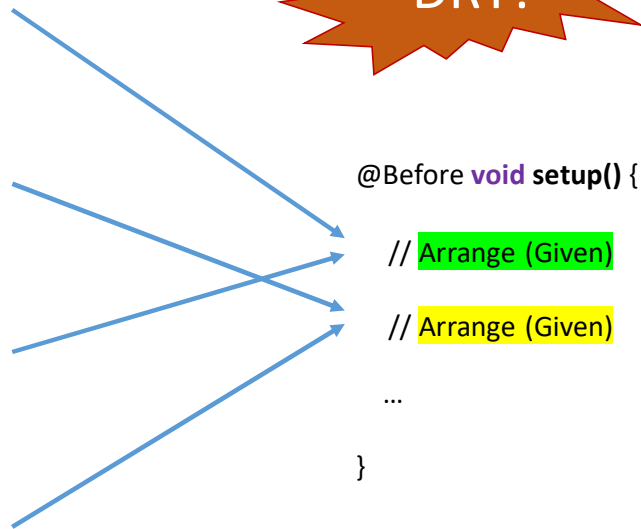 DRY!
@Before void setup() {
// Arrange (Given)
// Arrange (Given)
…
}